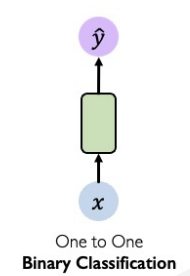 ŷ
x
One to One
Binary Classification